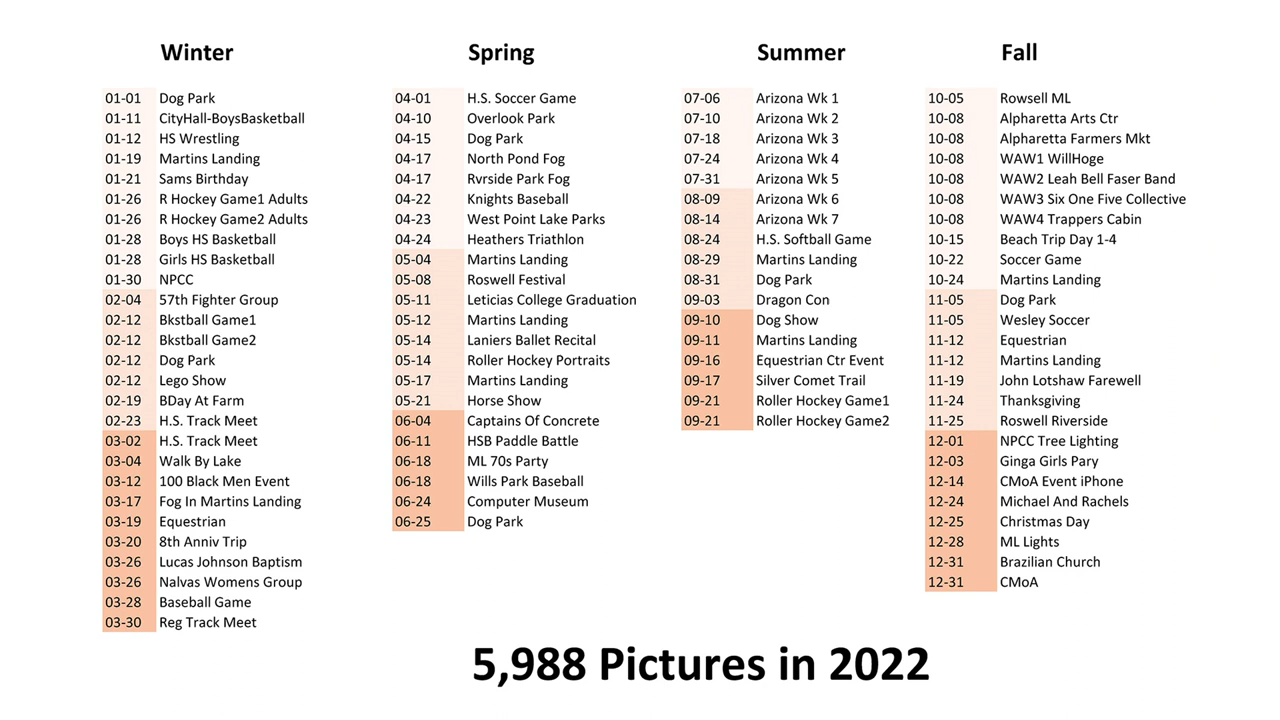 Winter
01-01 Dog Park
01-11 CityHall-BoysBasketball
01-12 HS Wrestling
01-19 Martins Landing
01-21 Sams Birthday
01-26 R Hockey Game1 Adults
01-26 R Hockey Game2 Adults
01-28 Boys HS Basketball
01-28 Girls HS Basketball
01-30 NPCC
02-04 57th Fighter Group
02-12 Bkstball Game1
02-12 Bkstball Game2
02-12 Dog Park
02-12 Lego Show
02-19 BDay At Farm
02-23 H.S. Track Meet
03-02 H.S. Track Meet
03-04 Walk By Lake
03-12 100 Black Men Event
03-17 Fog In Martins Landing
03-19 Equestrian
03-20 8th Anniv Trip
03-26 Lucas Johnson Baptism
03-26 Nalvas Womens Group
03-28 Baseball Game
03-30 Reg Track Meet
Spring
04-01 H.S. Soccer Game
04-10 Overlook Park
04-15 Dog Park
04-17 North Pond Fog
04-17 Rvrside Park Fog
04-22 Knights Baseball
04-23 West Point Lake Parks
04-24 Heathers Triathlon
05-04 Martins Landing
05-08 Roswell Festival
05-11 Leticias College Graduation
05-12 Martins Landing
05-14 Laniers Ballet Recital
05-14 Roller Hockey Portraits
05-17 Martins Landing
05-21 Horse Show
06-04 Captains Of Concrete
06-11 HSB Paddle Battle
06-18 ML 70s Party
06-18 Wills Park Baseball
06-24 Computer Museum
06-25 Dog Park
Summer
07-06 Arizona Wk 1
07-10 Arizona Wk 2
07-18 Arizona Wk 3
07-24 Arizona Wk 4
07-31 Arizona Wk 5
08-09 Arizona Wk 6
08-14 Arizona Wk 7
08-24 H.S. Softball Game
08-29 Martins Landing
08-31 Dog Park
09-03 Dragon Con
09-10 Dog Show
09-11 Martins Landing
09-16 Equestrian Ctr Event
09-17 Silver Comet Trail
09-21 Roller Hockey Game1
09-21 Roller Hockey Game2
Fall
10-05 Rowsell ML
10-08 Alpharetta Arts Ctr
10-08 Alpharetta Farmers Mkt
10-08 WAW1 WillHoge
10-08 WAW2 Leah Bell Faser Band
10-08 WAW3 Six One Five Collective
10-08 WAW4 Trappers Cabin
10-15 Beach Trip Day 1-4
10-22 Soccer Game
10-24 Martins Landing
11-05 Dog Park
11-05 Wesley Soccer
11-12 Equestrian
11-12 Martins Landing
11-19 John Lotshaw Farewell
11-24 Thanksgiving
11-25 Roswell Riverside
12-01 NPCC Tree Lighting
12-03 Ginga Girls Pary
12-14 CMoA Event iPhone
12-24 Michael And Rachels
12-25 Christmas Day
12-28 ML Lights
12-31 Brazilian Church
12-31 CMoA
5,988 Pictures in 2022